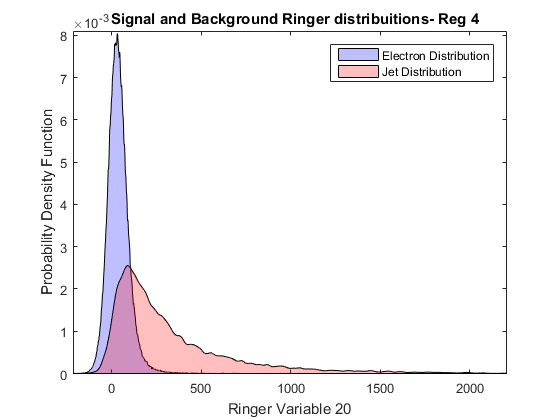 ×10⁻³ Signal and Background Ringer distribuitions- Reg 4
Electron Distribution
Jet Distribution
Probability Density Function
8
7
6
5
4
3
2
1
0
0 500 1000 1500 2000
Ringer Variable 20